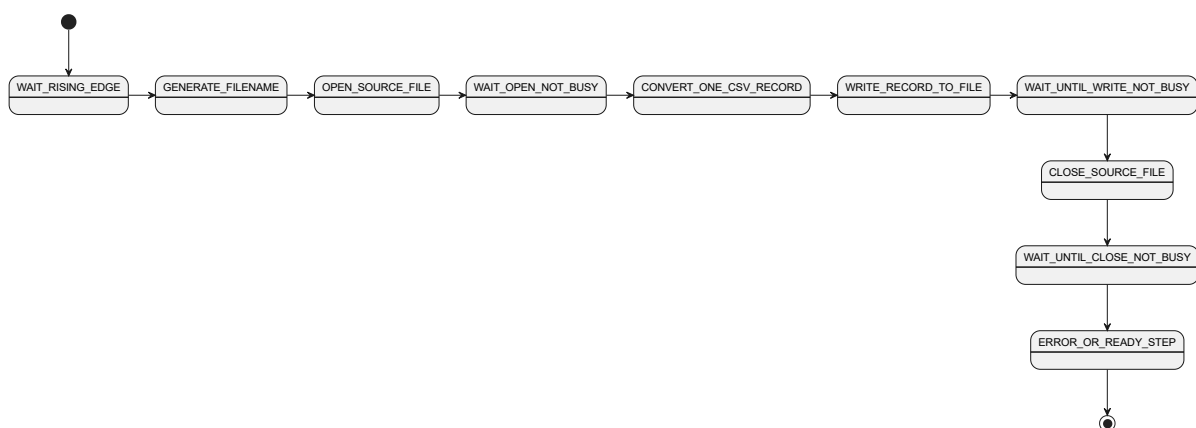 WAIT_RISING_EDGE
GENERATE_FILENAME
OPEN_SOURCE_FILE
WAIT_OPEN_NOT_BUSY
CONVERT_ONE_CSV_RECORD
WRITE_RECORD_TO_FILE
WAIT_UNTIL_WRITE_NOT_BUSY
CLOSE_SOURCE_FILE
WAIT_UNTIL_CLOSE_NOT_BUSY
ERROR_OR_READY_STEP